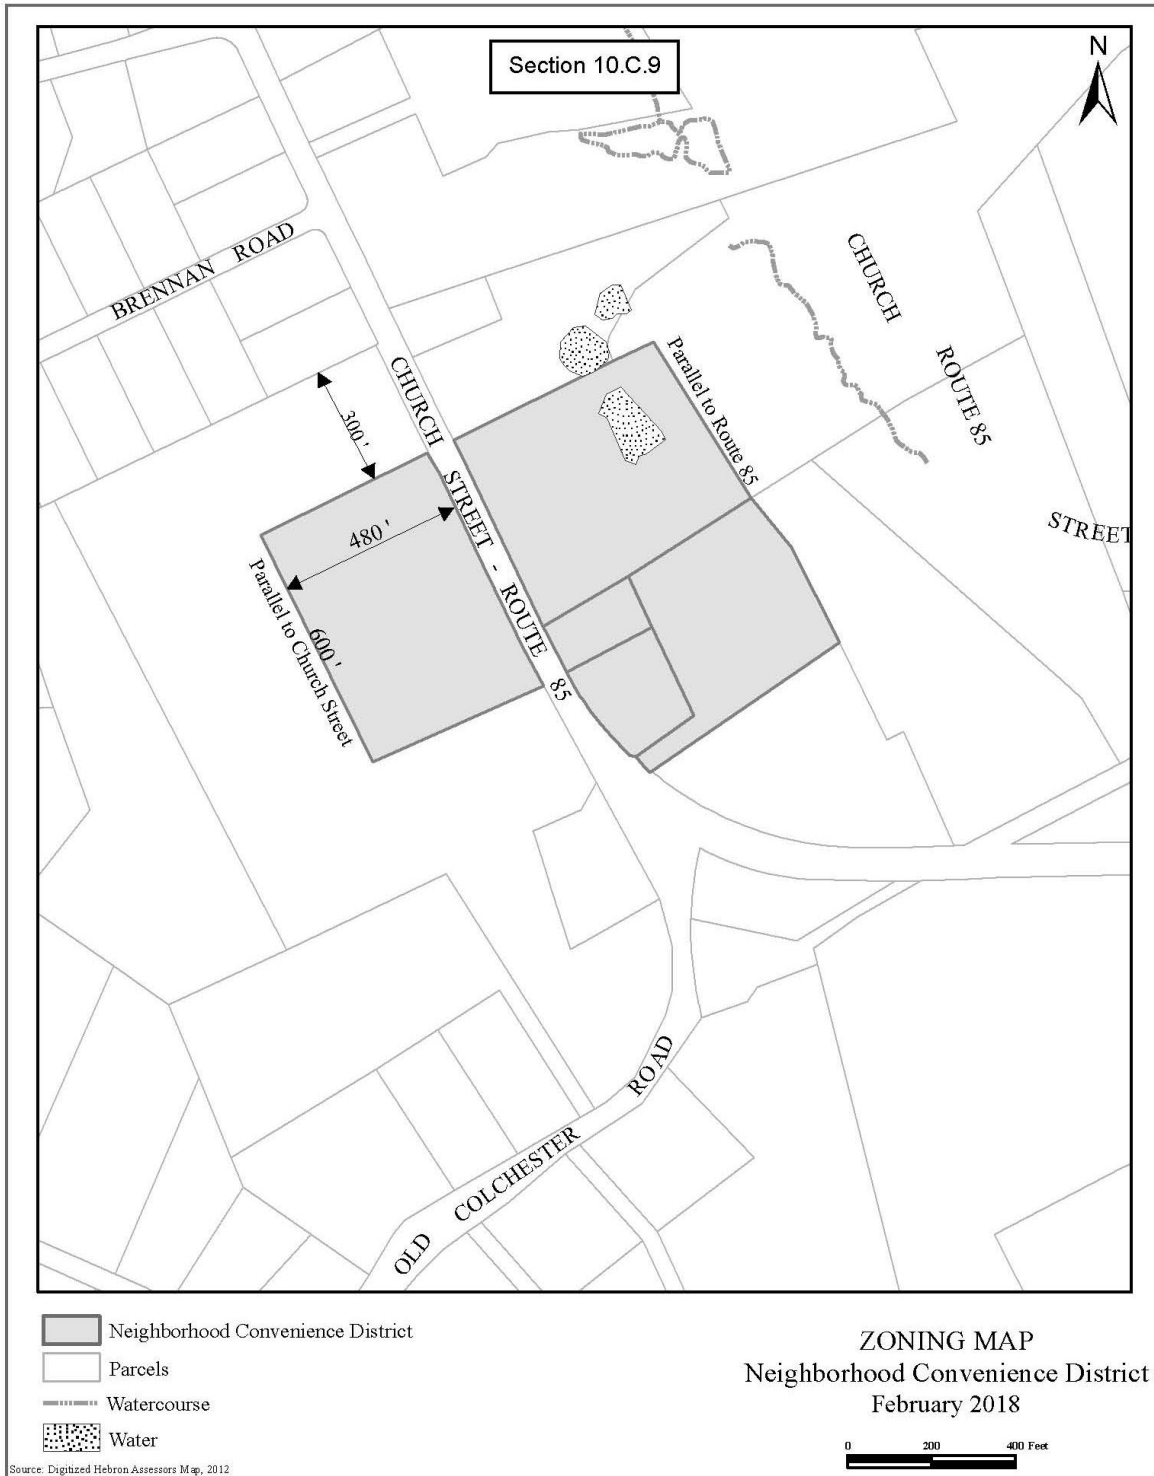 Section 10.C.9
N
BRENNAN ROAD
CHURCH
ROUTE 85
STREET
CHURCH STREET - ROUTE 85
Parallel to Route 85
300'
480'
600'
Parallel to Church Street
OLD COLCHESTER ROAD
Neighborhood Convenience District
Parcels
Watercourse
Water
Source: Digitized Hebron Assessors Map, 2012
ZONING MAP
Neighborhood Convenience District
February 2018
0 200 400 Feet